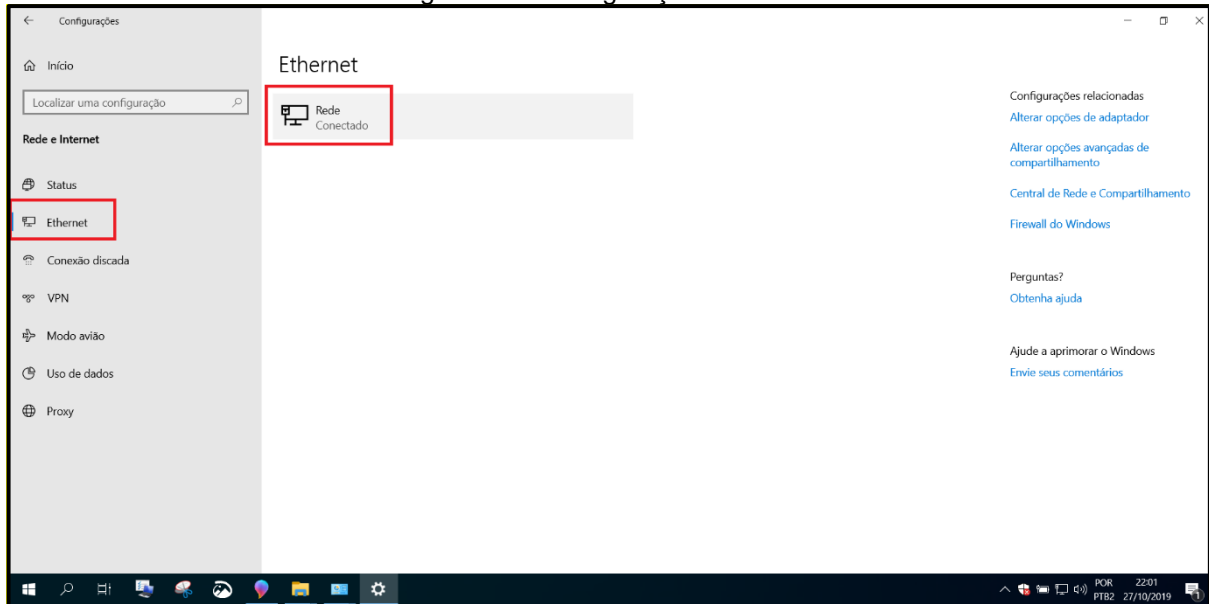 Configurações
Início
Localizar uma configuração
Rede e Internet
Status
Ethernet
Conexão discada
VPN
Modo avião
Uso de dados
Proxy
Ethernet
Rede
Conectado
Configurações relacionadas
Alterar opções de adaptador
Alterar opções avançadas de
compartilhamento
Central de Rede e Compartilhamento
Firewall do Windows
Perguntas?
Obtenha ajuda
Ajude a aprimorar o Windows
Envie seus comentários
POR 22:01
PTB2 27/10/2019
1